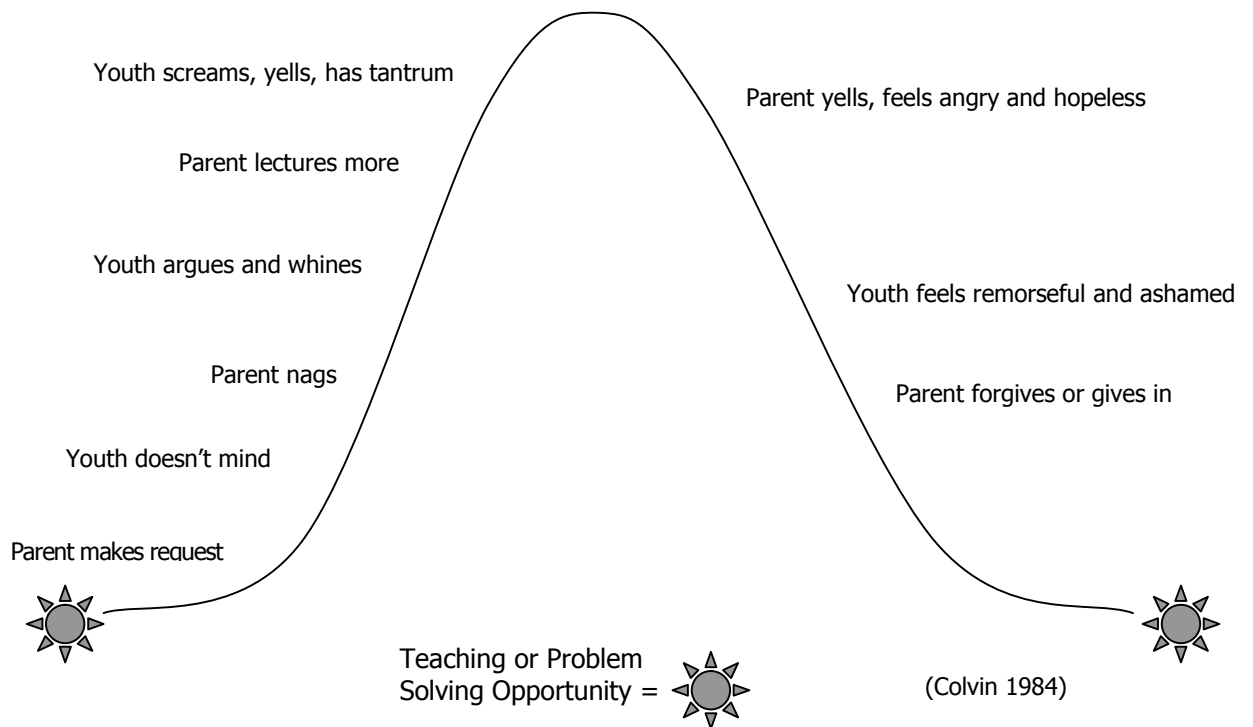 Youth screams, yells, has tantrum
Parent yells, feels angry and hopeless
Parent lectures more
Youth argues and whines
Youth feels remorseful and ashamed
Parent nags
Parent forgives or gives in
Youth doesn’t mind
Parent makes request
Teaching or Problem
Solving Opportunity =
(Colvin 1984)